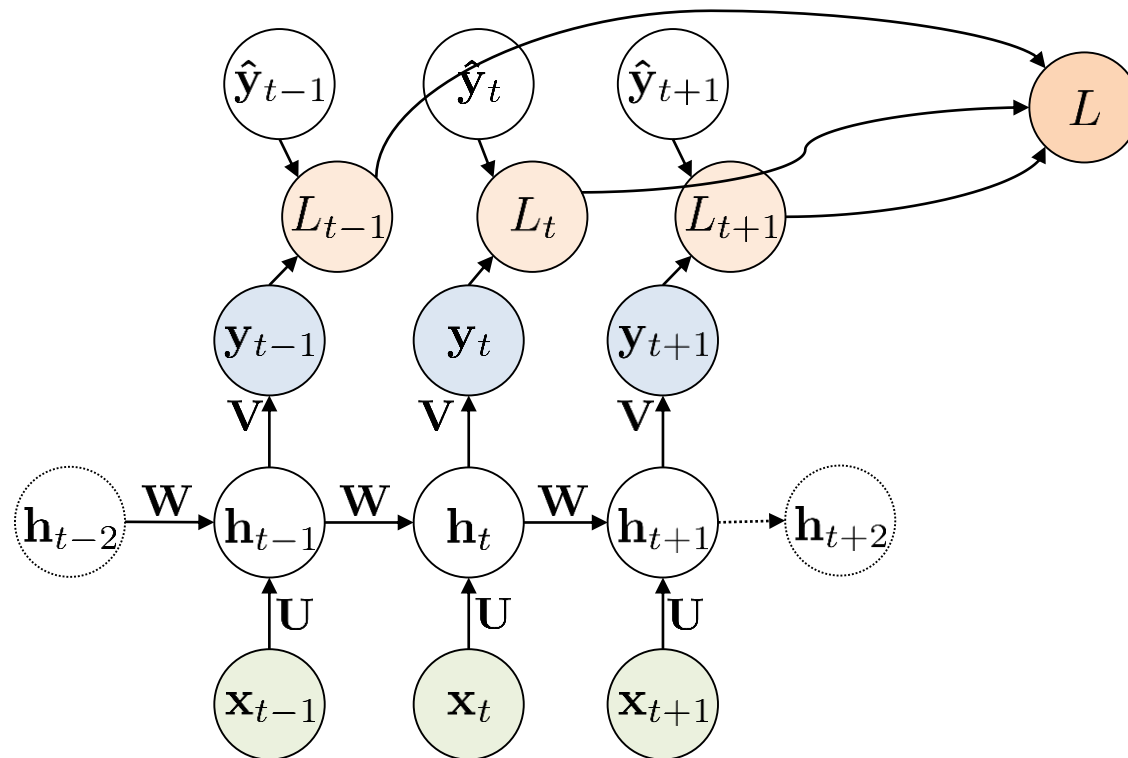 ŷ_{t−1} ŷ_t ŷ_{t+1} L
L_{t−1} L_t L_{t+1}
y_{t−1} y_t y_{t+1}
V V V
W W W
h_{t−2} h_{t−1} h_t h_{t+1} h_{t+2}
U U U
x_{t−1} x_t x_{t+1}